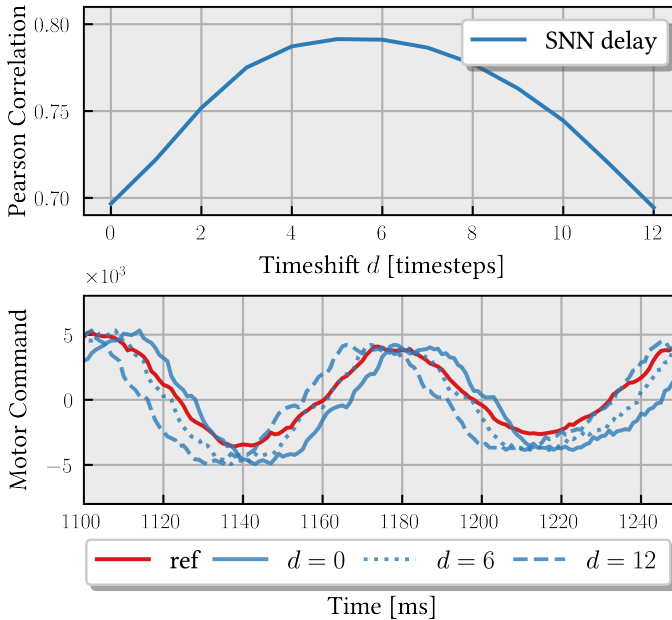 0.80
0.75
0.70
Pearson Correlation
SNN delay
0 2 4 6 8 10 12
Timeshift d [timesteps]
×10³
5
0
−5
Motor Command
1100 1120 1140 1160 1180 1200 1220 1240
ref d = 0 d = 6 d = 12
Time [ms]